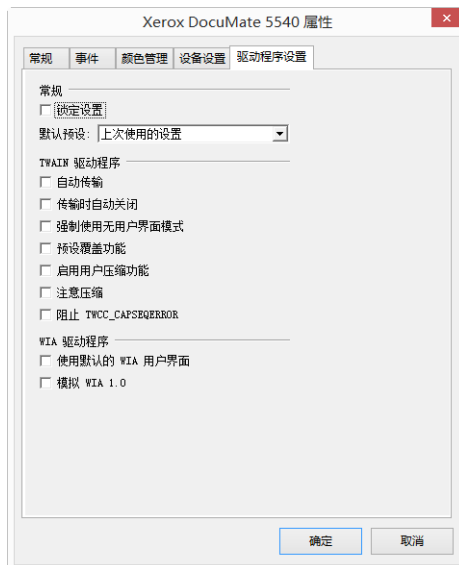 Xerox DocuMate 5540 属性
常规 事件 颜色管理 设备设置 驱动程序设置
常规
锁定设置
默认预设: 上次使用的设置
TWAIN 驱动程序
自动传输
传输时自动关闭
强制使用无用户界面模式
预设覆盖功能
启用用户压缩功能
注意压缩
阻止 TWCC_CAPSEQERROR
WIA 驱动程序
使用默认的 WIA 用户界面
模拟 WIA 1.0
确定 取消